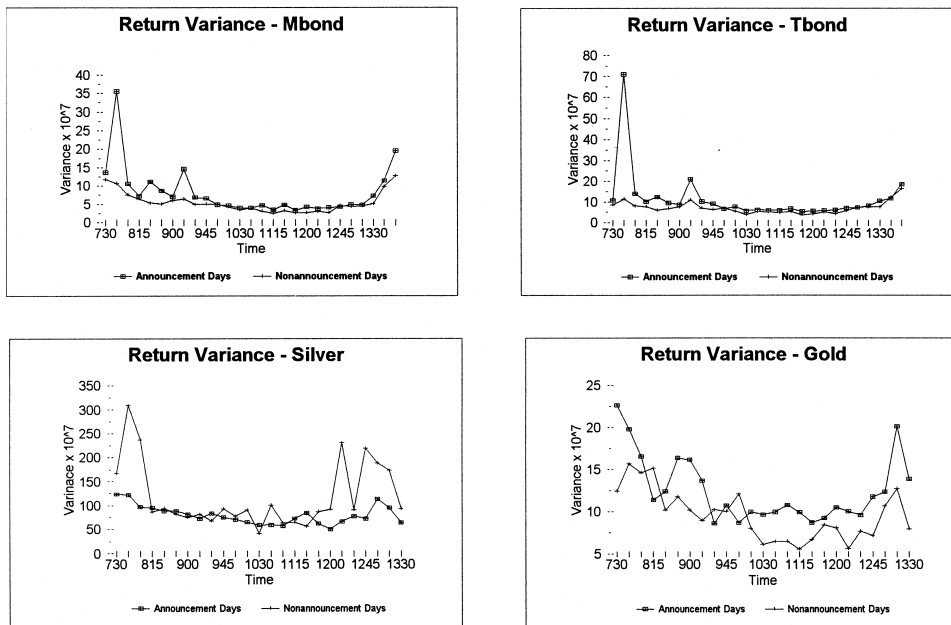 Return Variance - Mbond
40
35
30
25
20
15
10
5
0
Variance x 10^7
730 815 900 945 1030 1115 1200 1245 1330
Time
Announcement Days Nonannouncement Days
Return Variance - Tbond
80
70
60
50
40
30
20
10
0
Variance x 10^7
730 815 900 945 1030 1115 1200 1245 1330
Time
Announcement Days Nonannouncement Days
Return Variance - Silver
350
300
250
200
150
100
50
0
Varinace x 10^7
730 815 900 945 1030 1115 1200 1245 1330
Time
Announcement Days Nonannouncement Days
Return Variance - Gold
25
20
15
10
5
Variance x 10^7
730 815 900 945 1030 1115 1200 1245 1330
Time
Announcement Days Nonannouncement Days